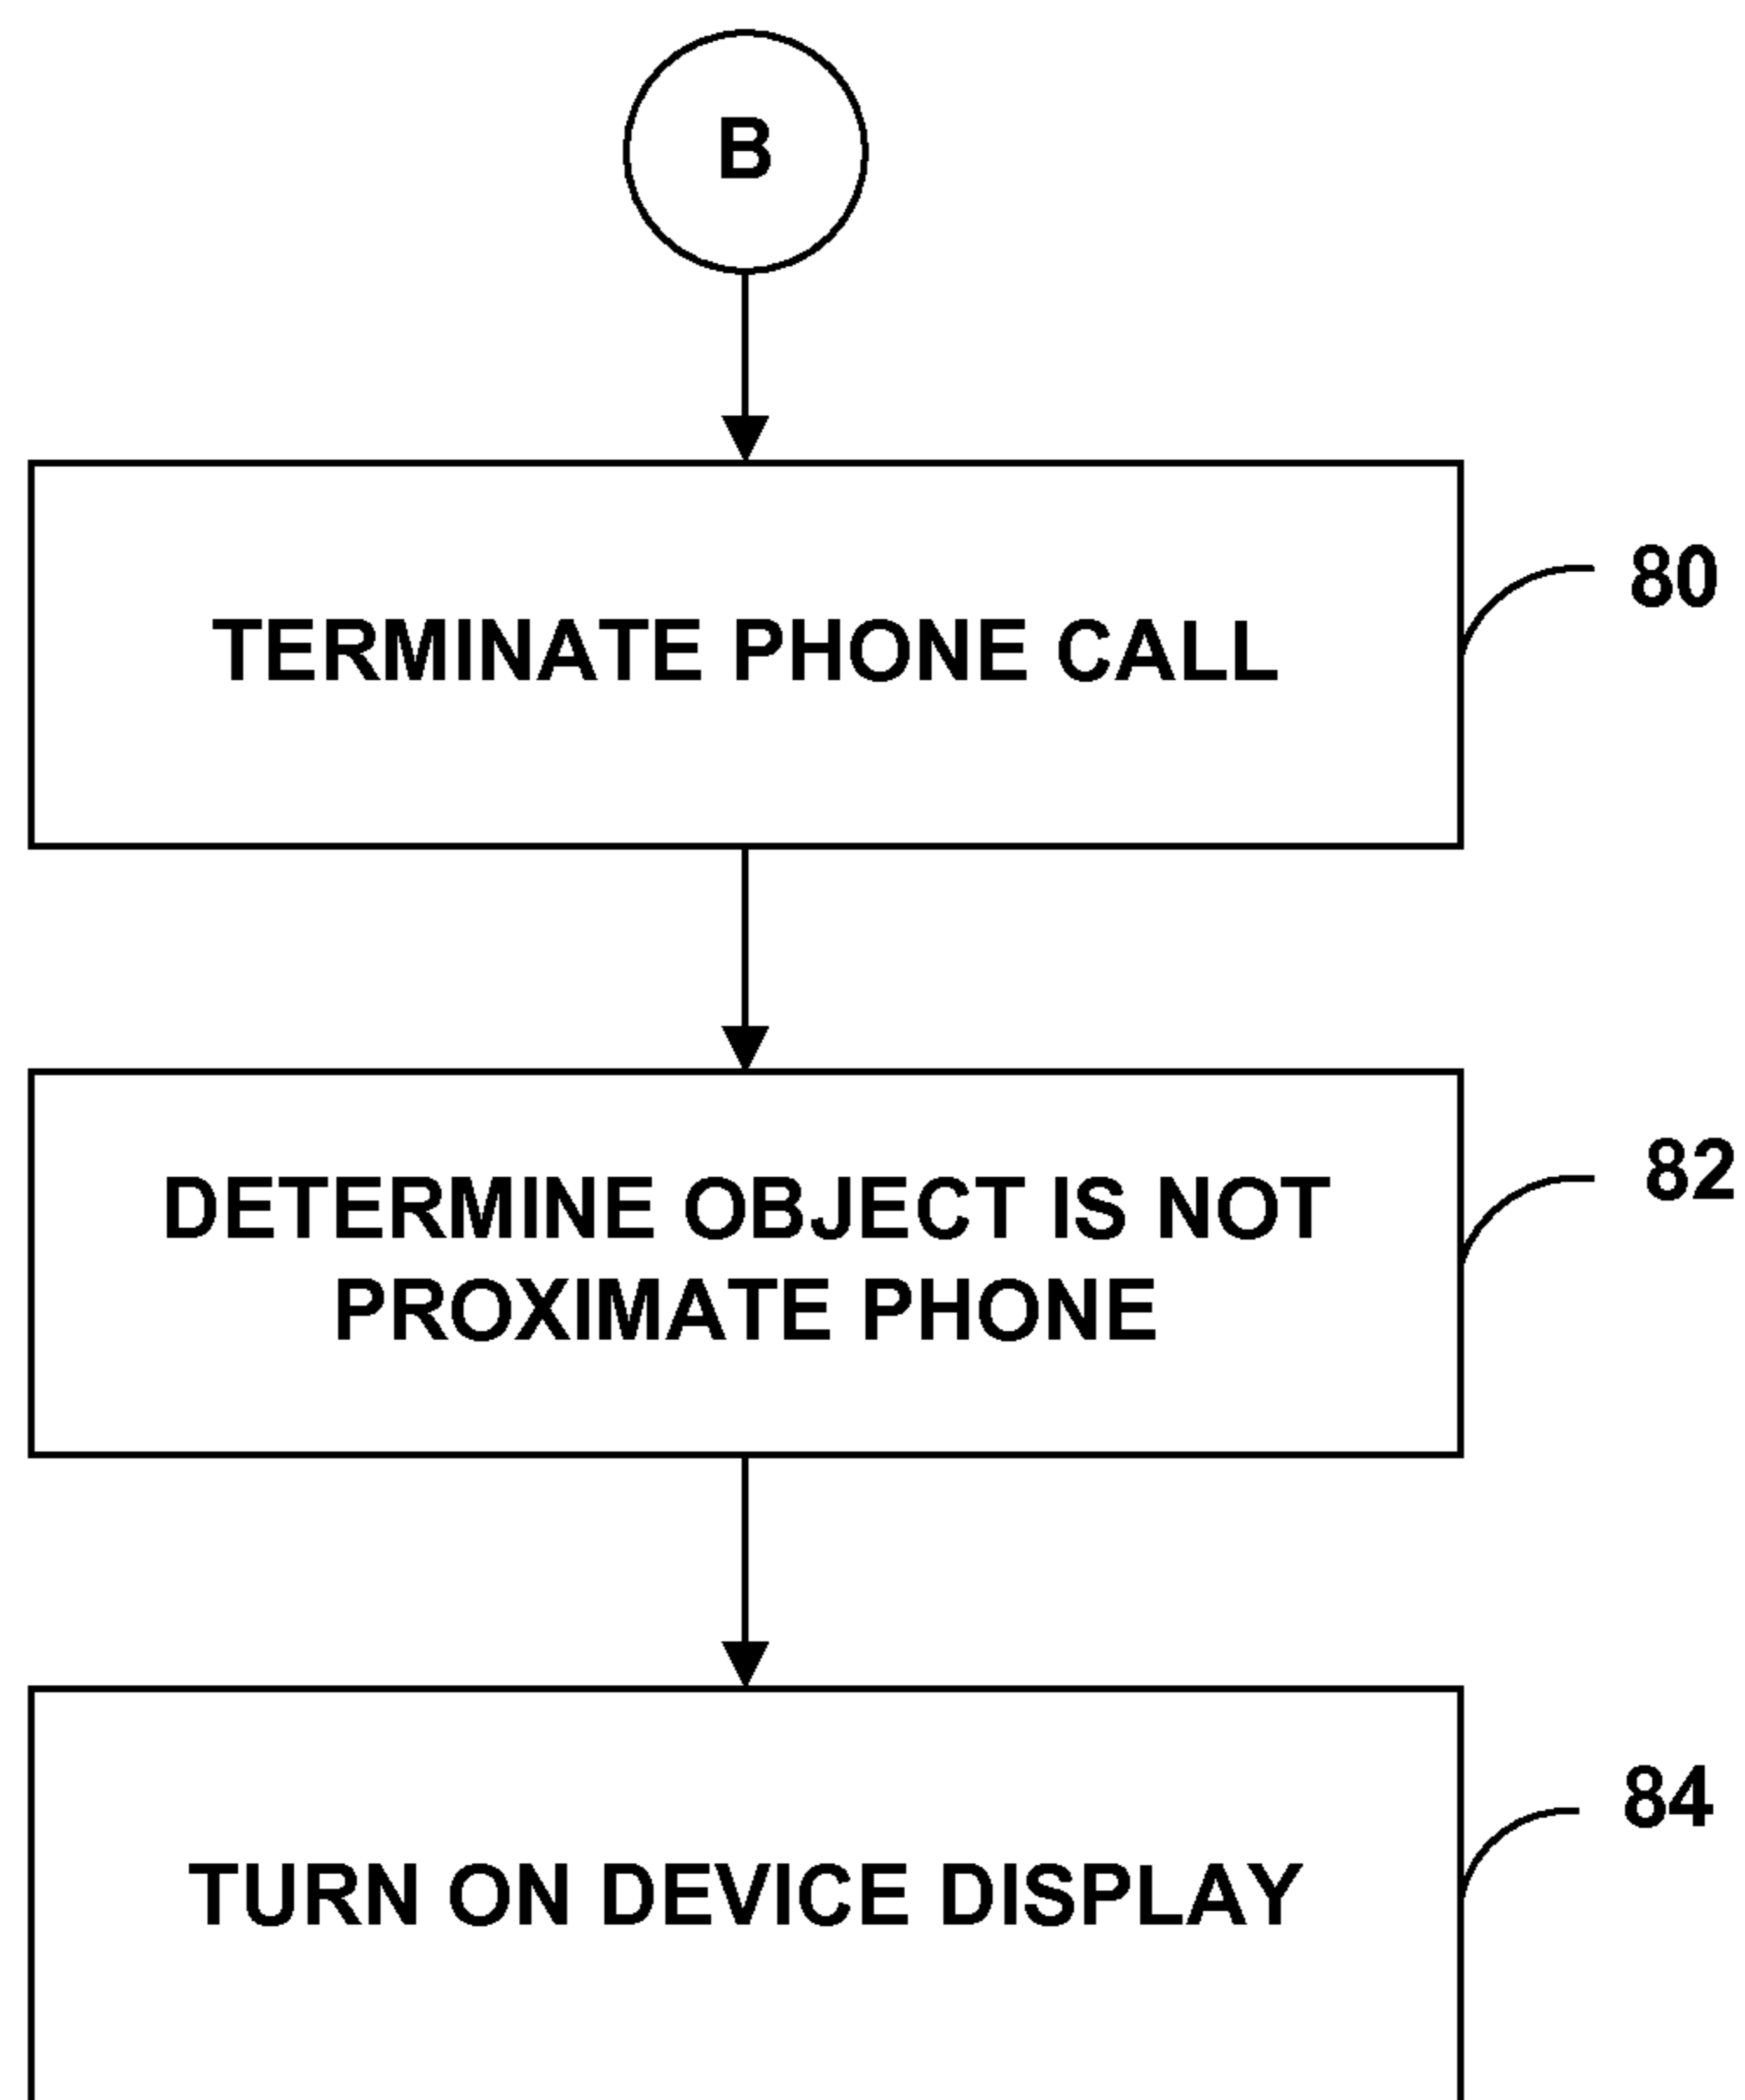 B
TERMINATE PHONE CALL
80
DETERMINE OBJECT IS NOT
PROXIMATE PHONE
82
TURN ON DEVICE DISPLAY
84